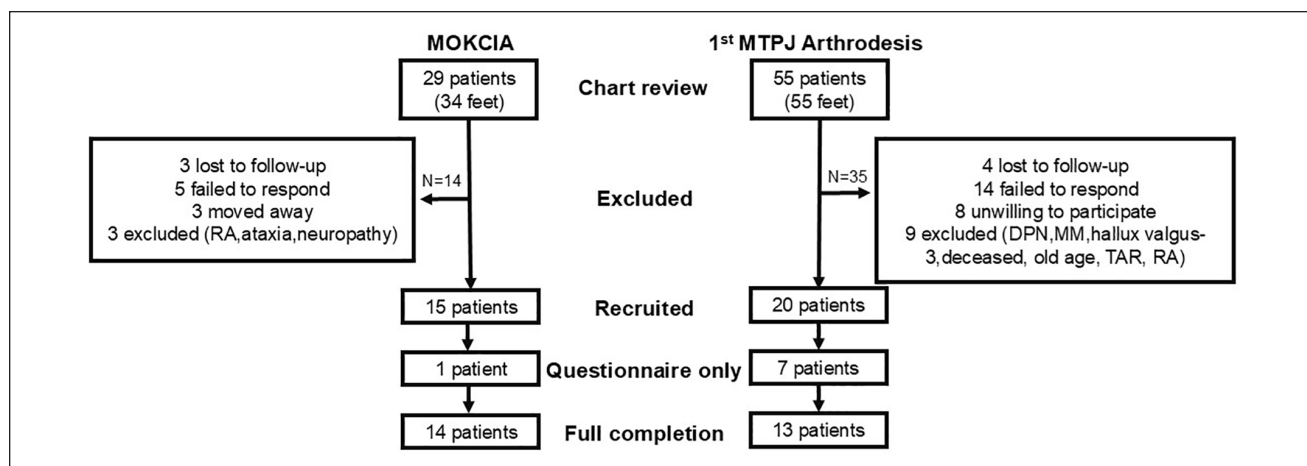 MOKCIA
1st MTPJ Arthrodesis
29 patients
(34 feet)
Chart review
55 patients
(55 feet)
3 lost to follow-up
5 failed to respond
3 moved away
3 excluded (RA,ataxia,neuropathy)
N=14
Excluded
N=35
4 lost to follow-up
14 failed to respond
8 unwilling to participate
9 excluded (DPN,MM,hallux valgus-
3,deceased, old age, TAR, RA)
15 patients
Recruited
20 patients
1 patient
Questionnaire only
7 patients
14 patients
Full completion
13 patients